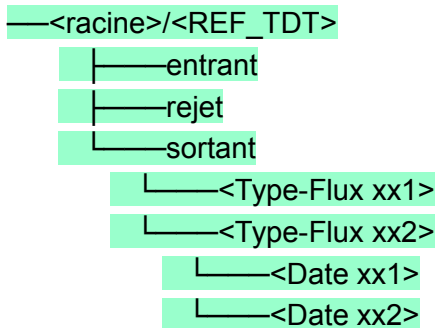 ──<racine>/<REF_TDT>
├───entrant
├───rejet
└───sortant
└───<Type-Flux xx1>
└───<Type-Flux xx2>
└───<Date xx1>
└───<Date xx2>